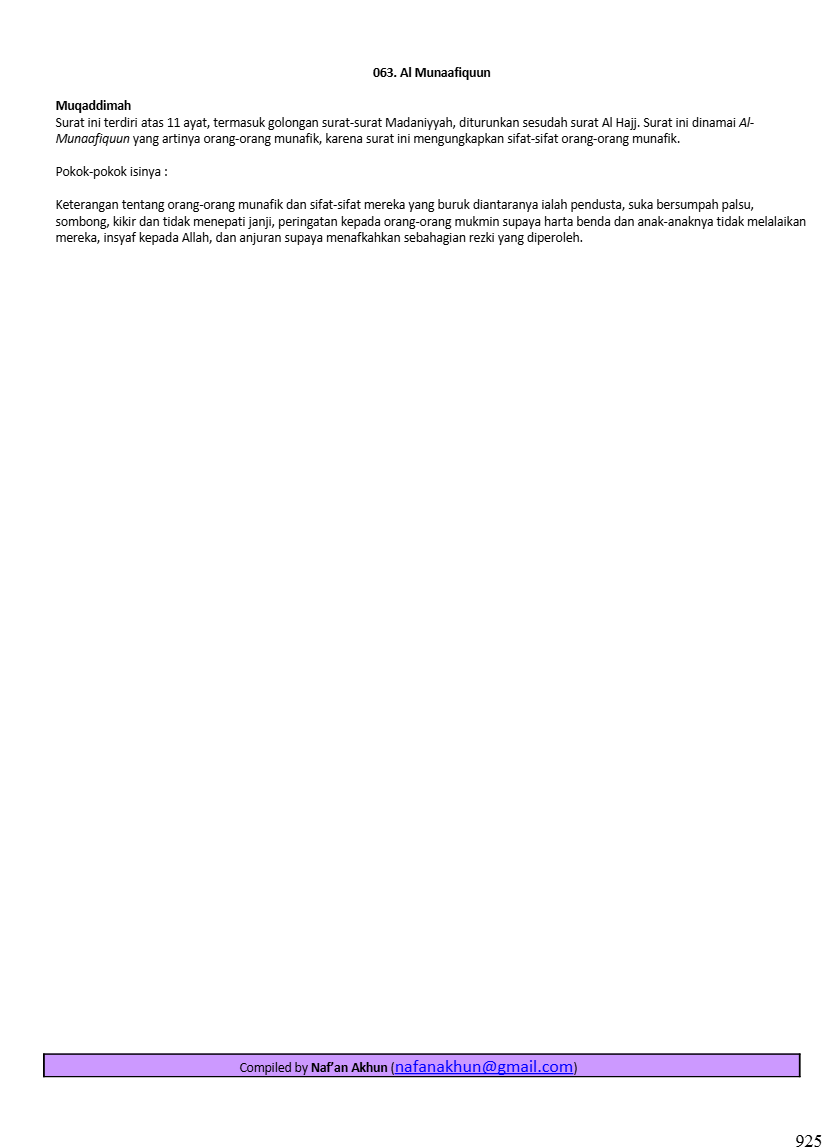 063. Al Munaafiquun
Muqaddimah
Surat ini terdiri atas 11 ayat, termasuk golongan surat-surat Madaniyyah, diturunkan sesudah surat Al Hajj. Surat ini dinamai Al-
Munaafiquun yang artinya orang-orang munafik, karena surat ini mengungkapkan sifat-sifat orang-orang munafik.
Pokok-pokok isinya :
Keterangan tentang orang-orang munafik dan sifat-sifat mereka yang buruk diantaranya ialah pendusta, suka bersumpah palsu,
sombong, kikir dan tidak menepati janji, peringatan kepada orang-orang mukmin supaya harta benda dan anak-anaknya tidak melalaikan
mereka, insyaf kepada Allah, dan anjuran supaya menafkahkan sebahagian rezki yang diperoleh.
Compiled by Naf’an Akhun (nafanakhun@gmail.com)
925